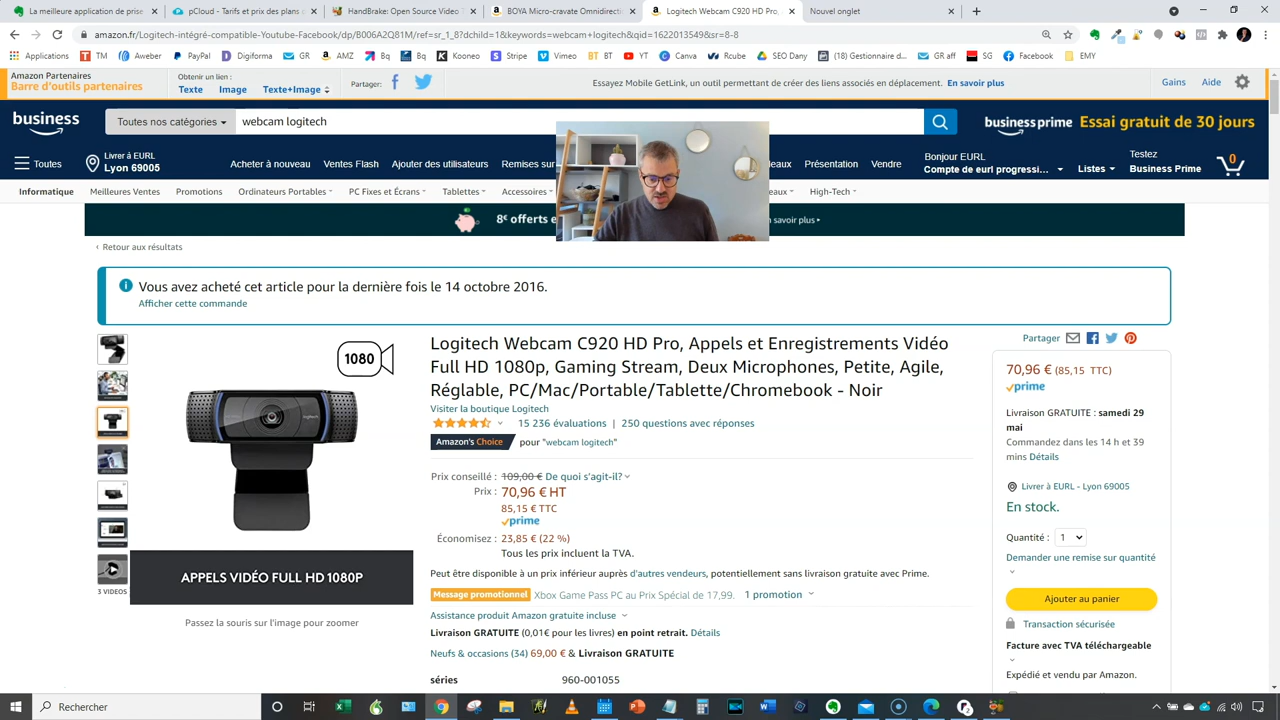 La meilleure application de prise
pCloud - Tarifs et prix des plans c
HandBrake: Open Source Video T
BOYA Micro-cravate Omnidirecti
Logitech Webcam C920 HD Pro,
Nouvel onglet
amazon.fr/Logitech-intégré-compatible-Youtube-Facebook/dp/B006A2Q81M/ref=sr_1_8?dchild=1&keywords=webcam+logitech&qid=1622013549&sr=8-8
Applications
TM
Aweber
PayPal
Digiforma
GR
AMZ
Bq
Bq
Kooneo
Stripe
Vimeo
BT
YT
Canva
Roube
SEO Dany
(18) Gestionnaire d...
GR aff
SG
Facebook
EMY
Amazon Partenaires
Barre d'outils partenaires
Obtenir un lien :
Texte
Image
Texte+Image
Partager:
Essayez Mobile GetLink, un outil permettant de créer des liens associés en déplacement. En savoir plus
Gains
Aide
business
Toutes nos catégories
webcam logitech
business prime Essai gratuit de 30 jours
Toutes
Livrer à EURL
Lyon 69005
Acheter à nouveau
Ventes Flash
Ajouter des utilisateurs
Remises sur
deaux
Présentation
Vendre
Bonjour EURL
Compte de eurl progressi...
Listes
Testez
Business Prime
0
Informatique
Meilleures Ventes
Promotions
Ordinateurs Portables
PC Fixes et Écrans
Tablettes
Accessoires
eaux
High-Tech
8€ offerts e
savoir plus
‹ Retour aux résultats
Vous avez acheté cet article pour la dernière fois le 14 octobre 2016.
Afficher cette commande
1080
logitech
APPELS VIDÉO FULL HD 1080P
3 VIDEOS
Passez la souris sur l'image pour zoomer
Logitech Webcam C920 HD Pro, Appels et Enregistrements Vidéo
Full HD 1080p, Gaming Stream, Deux Microphones, Petite, Agile,
Réglable, PC/Mac/Portable/Tablette/Chromebook - Noir
Visiter la boutique Logitech
15 236 évaluations | 250 questions avec réponses
Amazon's Choice pour "webcam logitech"
Prix conseillé : 109,00 € De quoi s'agit-il?
Prix : 70,96 € HT
85,15 € TTC
prime
Économisez : 23,85 € (22 %)
Tous les prix incluent la TVA.
Peut être disponible à un prix inférieur auprès d'autres vendeurs, potentiellement sans livraison gratuite avec Prime.
Message promotionnel Xbox Game Pass PC au Prix Spécial de 17,99. 1 promotion
Assistance produit Amazon gratuite incluse
Livraison GRATUITE (0,01€ pour les livres) en point retrait. Détails
Neufs & occasions (34) 69,00 € & Livraison GRATUITE
séries 960-001055
Partager
70,96 € (85,15 TTC)
prime
Livraison GRATUITE : samedi 29
mai
Commandez dans les 14 h et 39
mins Détails
Livrer à EURL - Lyon 69005
En stock.
Quantité : 1
Demander une remise sur quantité
Ajouter au panier
Transaction sécurisée
Facture avec TVA téléchargeable
Expédié et vendu par Amazon.
Rechercher